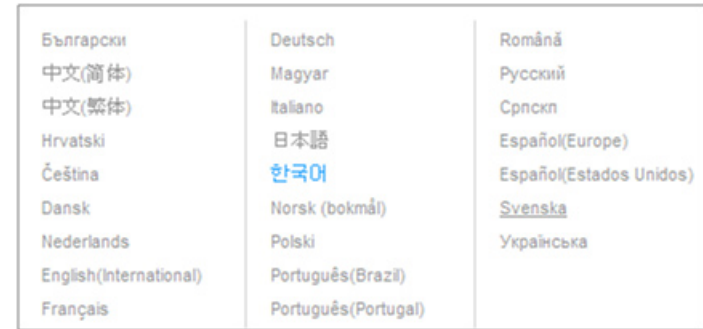 Български
中文(简体)
中文(繁体)
Hrvatski
Čeština
Dansk
Nederlands
English(International)
Français
Deutsch
Magyar
Italiano
日本語
한국어
Norsk (bokmål)
Polski
Português(Brazil)
Português(Portugal)
Română
Русский
Српскп
Español(Europe)
Español(Estados Unidos)
Svenska
Українська